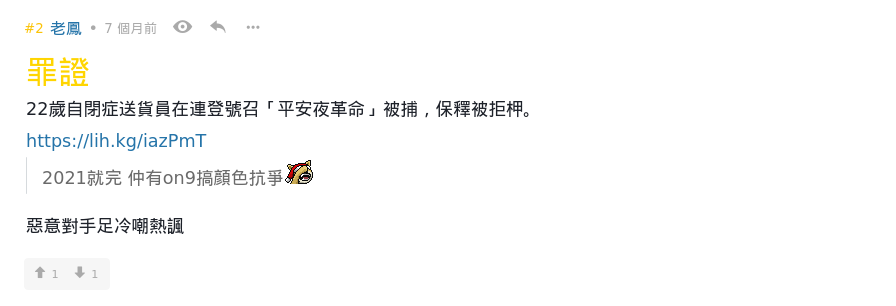 #2 老鳳 • 7 個月前
罪證
22歲自閉症送貨員在連登號召「平安夜革命」被捕，保釋被拒柙。
https://lih.kg/iazPmT
2021就完 仲有on9搞顏色抗爭
惡意對手足冷嘲熱諷
1 1